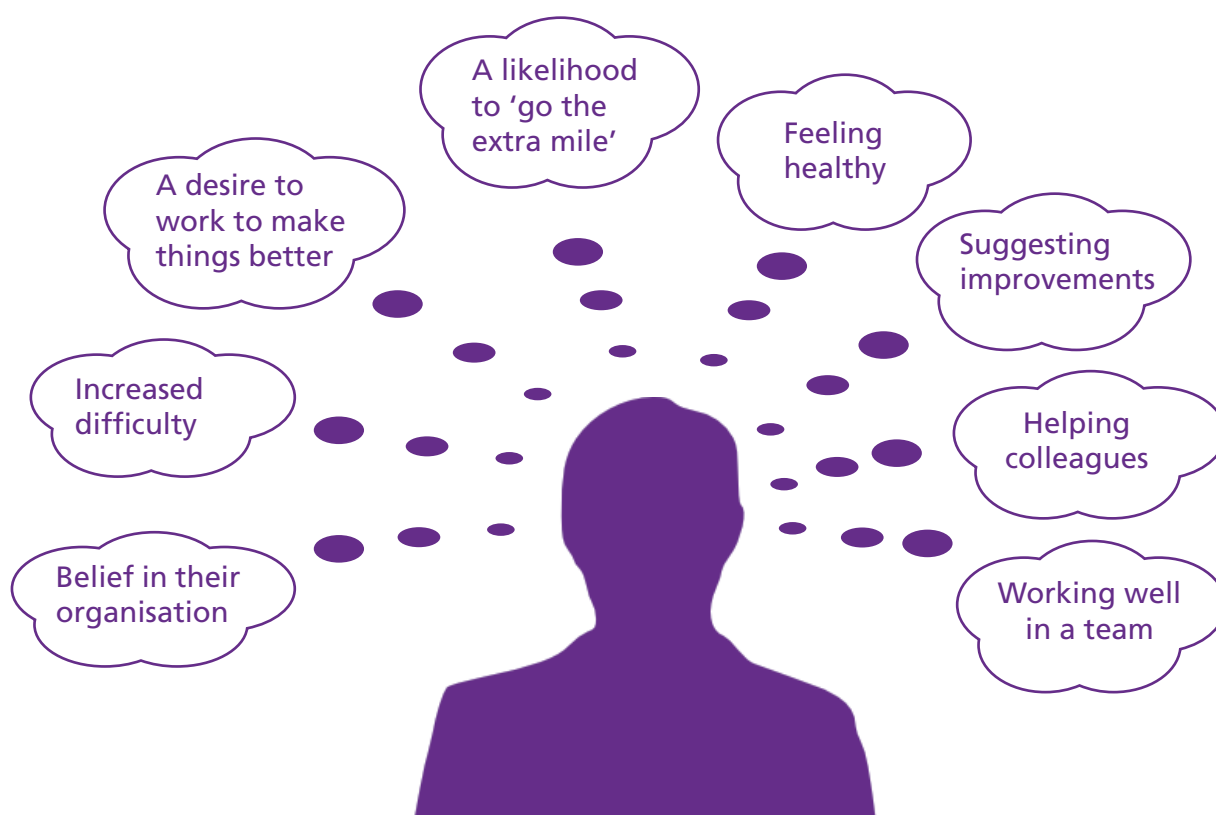 A likelihood
to ‘go the
extra mile’
Feeling
healthy
A desire to
work to make
things better
Suggesting
improvements
Increased
difficulty
Helping
colleagues
Belief in their
organisation
Working well
in a team